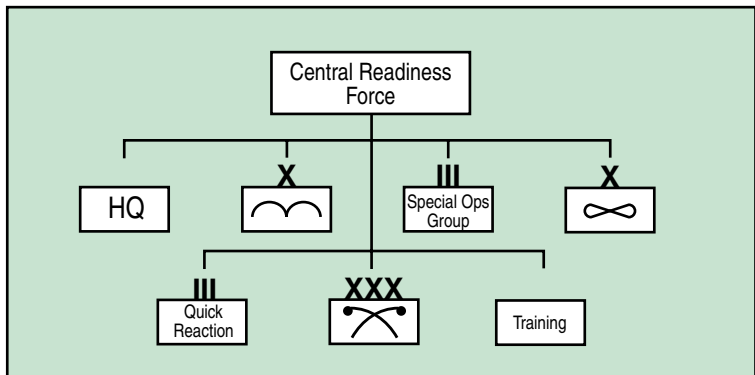 Central Readiness
Force
X
III
X
HQ
Special Ops
Group
III
XXX
Quick
Reaction
Training